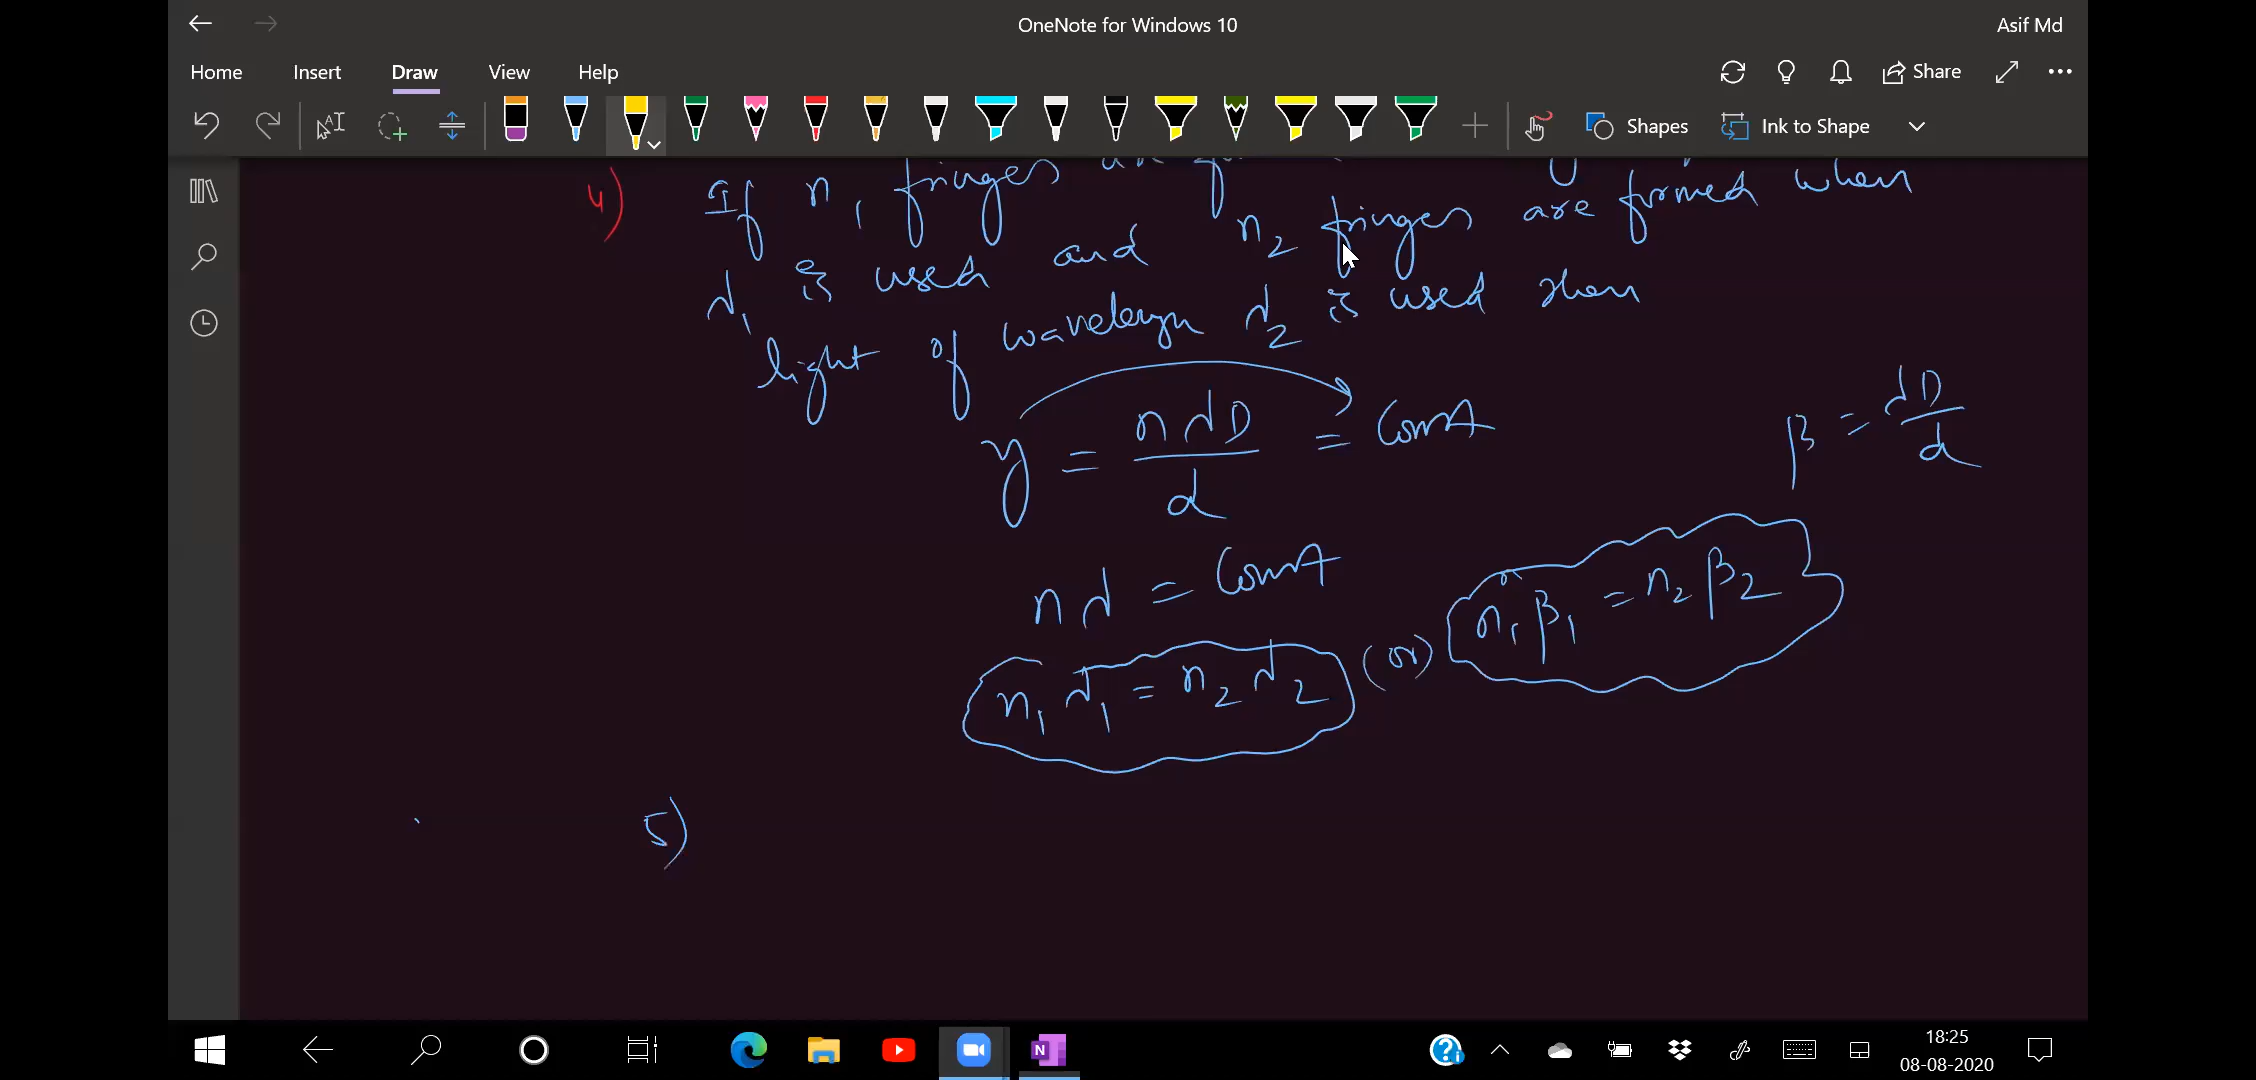 OneNote for Windows 10
Asif Md
Home Insert Draw View Help
Share
Shapes Ink to Shape
4) If n1 fringes are
n2 fringes are formed when
λ1 is used and
light of wavelength λ2 is used then
y = nλD/d = Const
β = λD/d
nλ = Const
n1λ1 = n2λ2 (or) n1β1 = n2β2
5)
18:25
08-08-2020